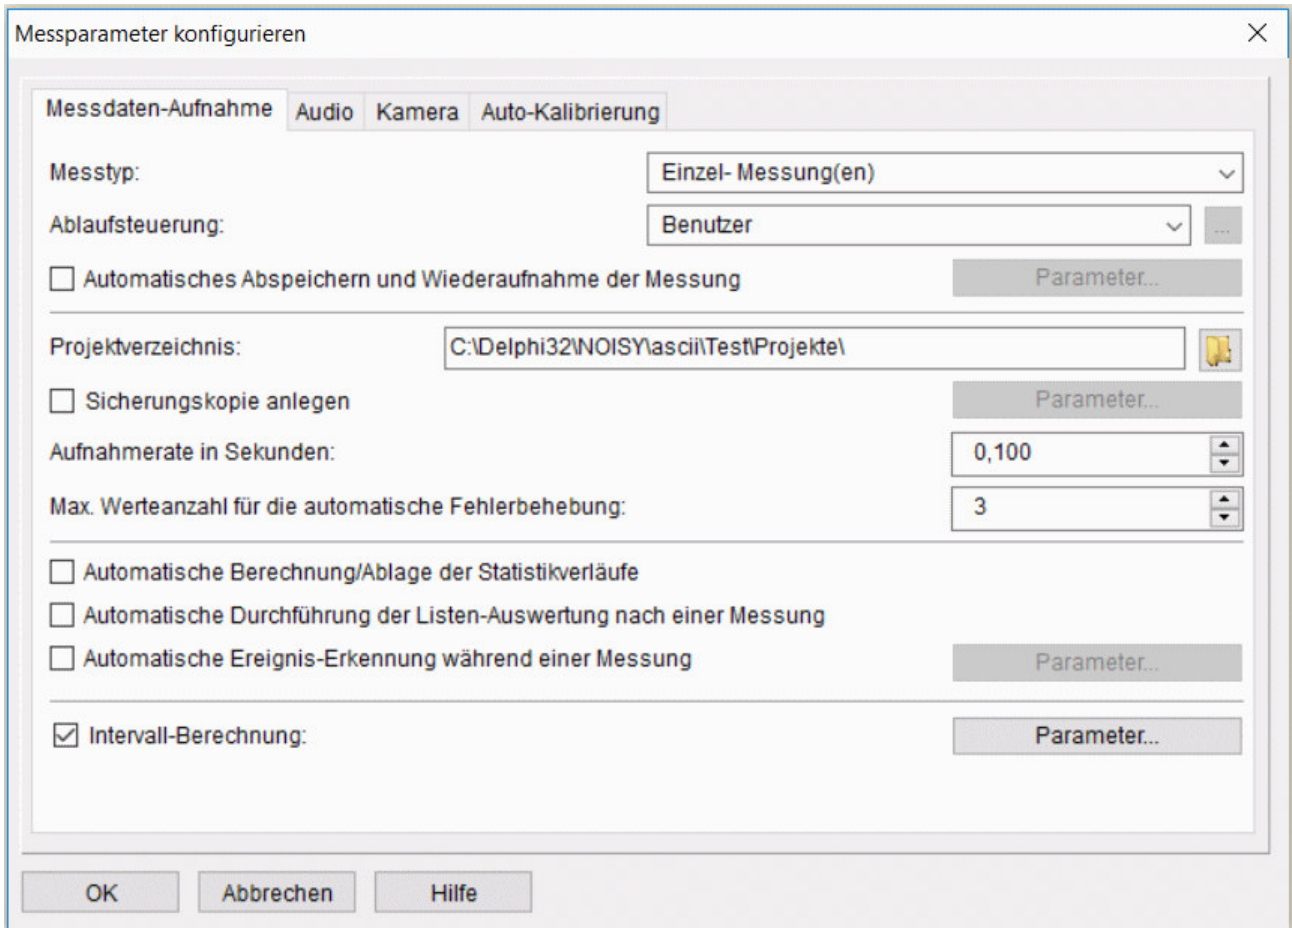 Messparameter konfigurieren
Messdaten-Aufnahme Audio Kamera Auto-Kalibrierung
Messtyp: Einzel- Messung(en)
Ablaufsteuerung: Benutzer ...
Automatisches Abspeichern und Wiederaufnahme der Messung Parameter...
Projektverzeichnis: C:\Delphi32\NOISY\ascii\Test\Projekte\
Sicherungskopie anlegen Parameter...
Aufnahmerate in Sekunden: 0,100
Max. Werteanzahl für die automatische Fehlerbehebung: 3
Automatische Berechnung/Ablage der Statistikverläufe
Automatische Durchführung der Listen-Auswertung nach einer Messung
Automatische Ereignis-Erkennung während einer Messung Parameter...
Intervall-Berechnung: Parameter...
OK Abbrechen Hilfe